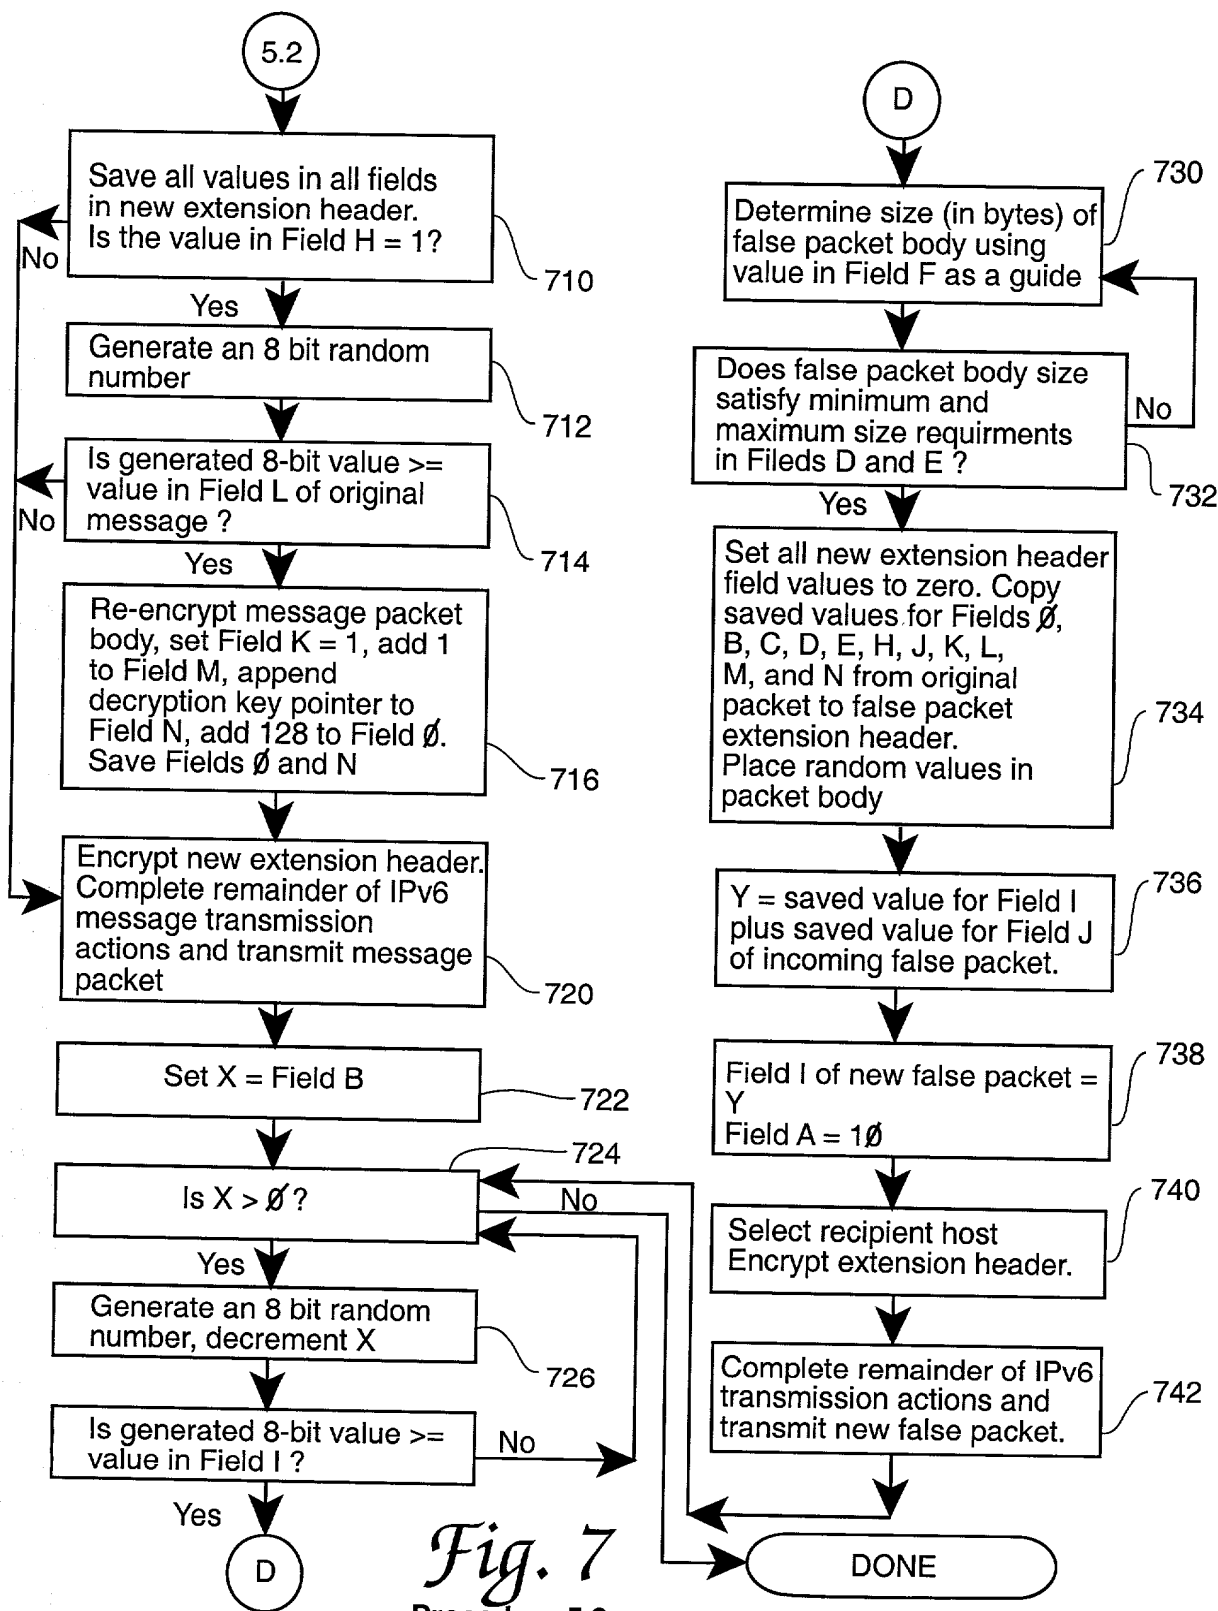 5.2
Save all values in all fields
in new extension header.
Is the value in Field H = 1?
No
710
Yes
Generate an 8 bit random
number
712
Is generated 8-bit value >=
value in Field L of original
message ?
No
714
Yes
Re-encrypt message packet
body, set Field K = 1, add 1
to Field M, append
decryption key pointer to
Field N, add 128 to Field Ø.
Save Fields Ø and N
716
Encrypt new extension header.
Complete remainder of IPv6
message transmission
actions and transmit message
packet
720
Set X = Field B
722
724
Is X > Ø ?
No
Yes
Generate an 8 bit random
number, decrement X
726
Is generated 8-bit value >=
value in Field I ?
No
Yes
D
D
730
Determine size (in bytes) of
false packet body using
value in Field F as a guide
Does false packet body size
satisfy minimum and
maximum size requirments
in Fileds D and E ?
No
732
Yes
Set all new extension header
field values to zero. Copy
saved values for Fields Ø,
B, C, D, E, H, J, K, L,
M, and N from original
packet to false packet
extension header.
Place random values in
packet body
734
736
Y = saved value for Field I
plus saved value for Field J
of incoming false packet.
738
Field I of new false packet =
Y
Field A = 1Ø
740
Select recipient host
Encrypt extension header.
Complete remainder of IPv6
transmission actions and
transmit new false packet.
742
DONE
Fig. 7